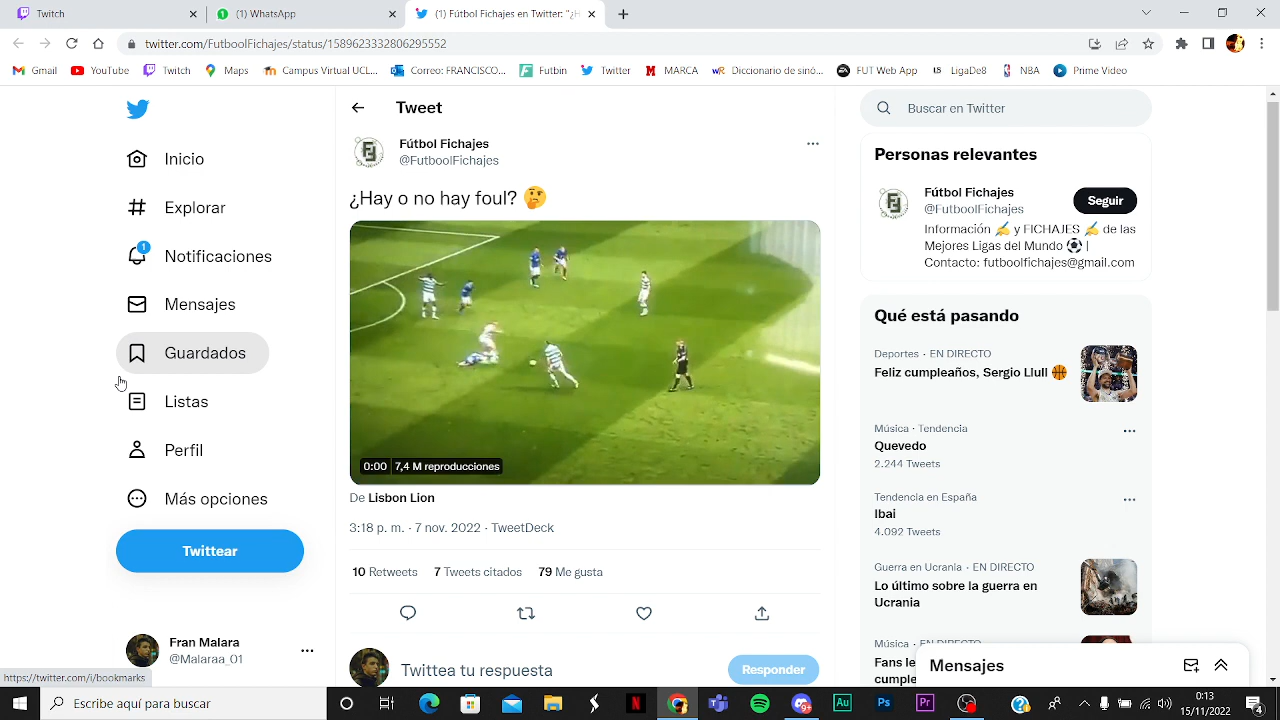 Twitch
(1) WhatsApp
(1) Fútbol Fichajes en Twitter: "¿H
twitter.com/FutboolFichajes/status/1589623332806295552
Gmail YouTube Twitch Maps Campus Virtual UCL... Correo: FRANCISCO... Futbin Twitter MARCA Diccionario de sinó... FUT Web App LigaDe8 NBA Prime Video
Tweet
Fútbol Fichajes
@FutboolFichajes
¿Hay o no hay foul? 🤔
0:00 7,4 M reproducciones
De Lisbon Lion
3:18 p. m. · 7 nov. 2022 · TweetDeck
10 Retweets 7 Tweets citados 79 Me gusta
Twittea tu respuesta
Responder
Inicio
Explorar
1
Notificaciones
Mensajes
Guardados
Listas
Perfil
Más opciones
Twittear
Fran Malara
@Malaraa_01
Buscar en Twitter
Personas relevantes
Fútbol Fichajes
@FutboolFichajes
Seguir
Información ✍ y FICHAJES ✍ de las
Mejores Ligas del Mundo ⚽ |
Contacto: futboolfichajes@gmail.com
Qué está pasando
Deportes · EN DIRECTO
Feliz cumpleaños, Sergio Llull 🏀
Música · Tendencia
Quevedo
2.244 Tweets
Tendencia en España
Ibai
4.092 Tweets
Guerra en Ucrania · EN DIRECTO
Lo último sobre la guerra en
Ucrania
Música · EN DIRECTO
Fans le
cumple
Mensajes
Escribe aquí para buscar
0:13
15/11/2022